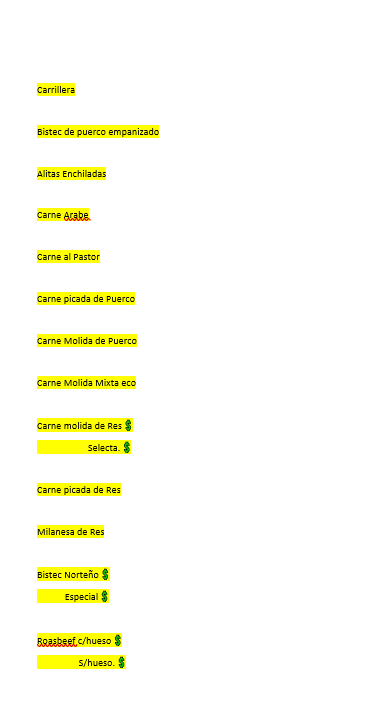 Carrillera
Bistec de puerco empanizado
Alitas Enchiladas
Carne Arabe
Carne al Pastor
Carne picada de Puerco
Carne Molida de Puerco
Carne Molida Mixta eco
Carne molida de Res $
Selecta. $
Carne picada de Res
Milanesa de Res
Bistec Norteño $
Especial $
Roasbeef c/hueso $
S/hueso. $